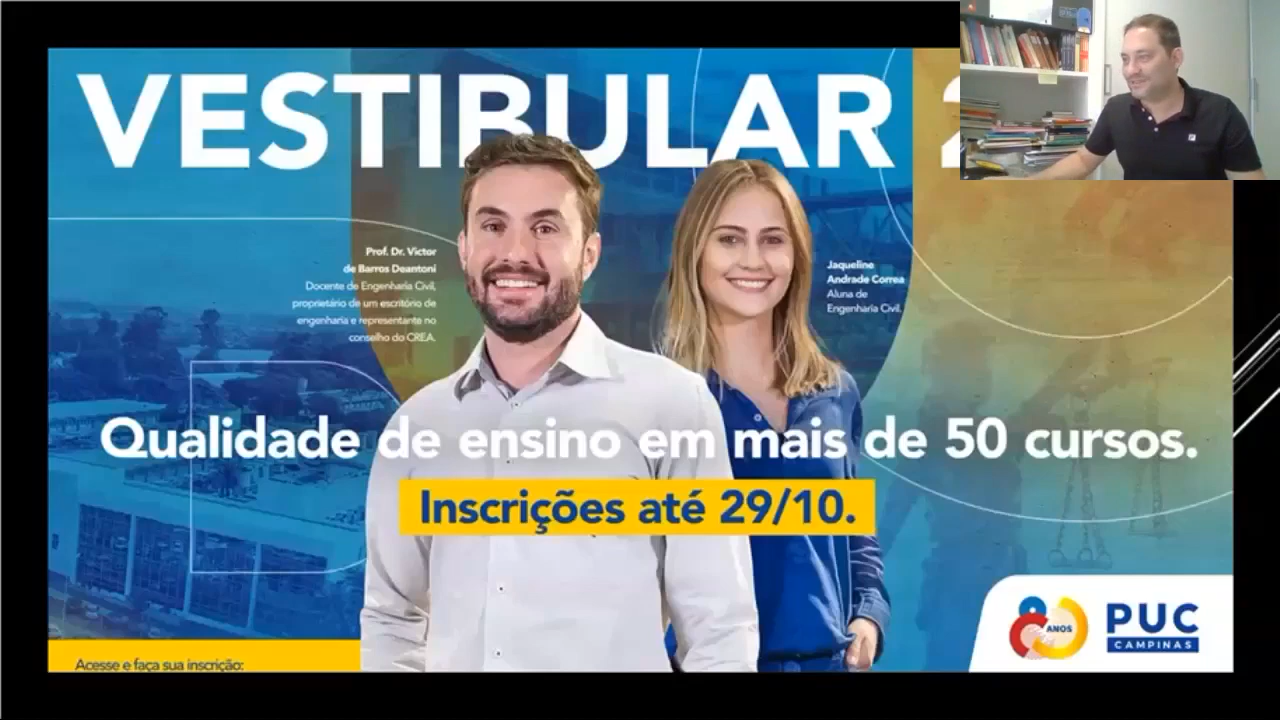 VESTIBULAR 2
Prof. Dr. Victor
de Barros Deantoni
Docente de Engenharia Civil,
proprietário de um escritório de
engenharia e representante no
conselho do CREA.
Jaqueline
Andrade Correa
Aluna de
Engenharia Civil.
Qualidade de ensino em mais de 50 cursos.
Inscrições até 29/10.
80 ANOS
PUC
CAMPINAS
Acesse e faça sua inscrição: